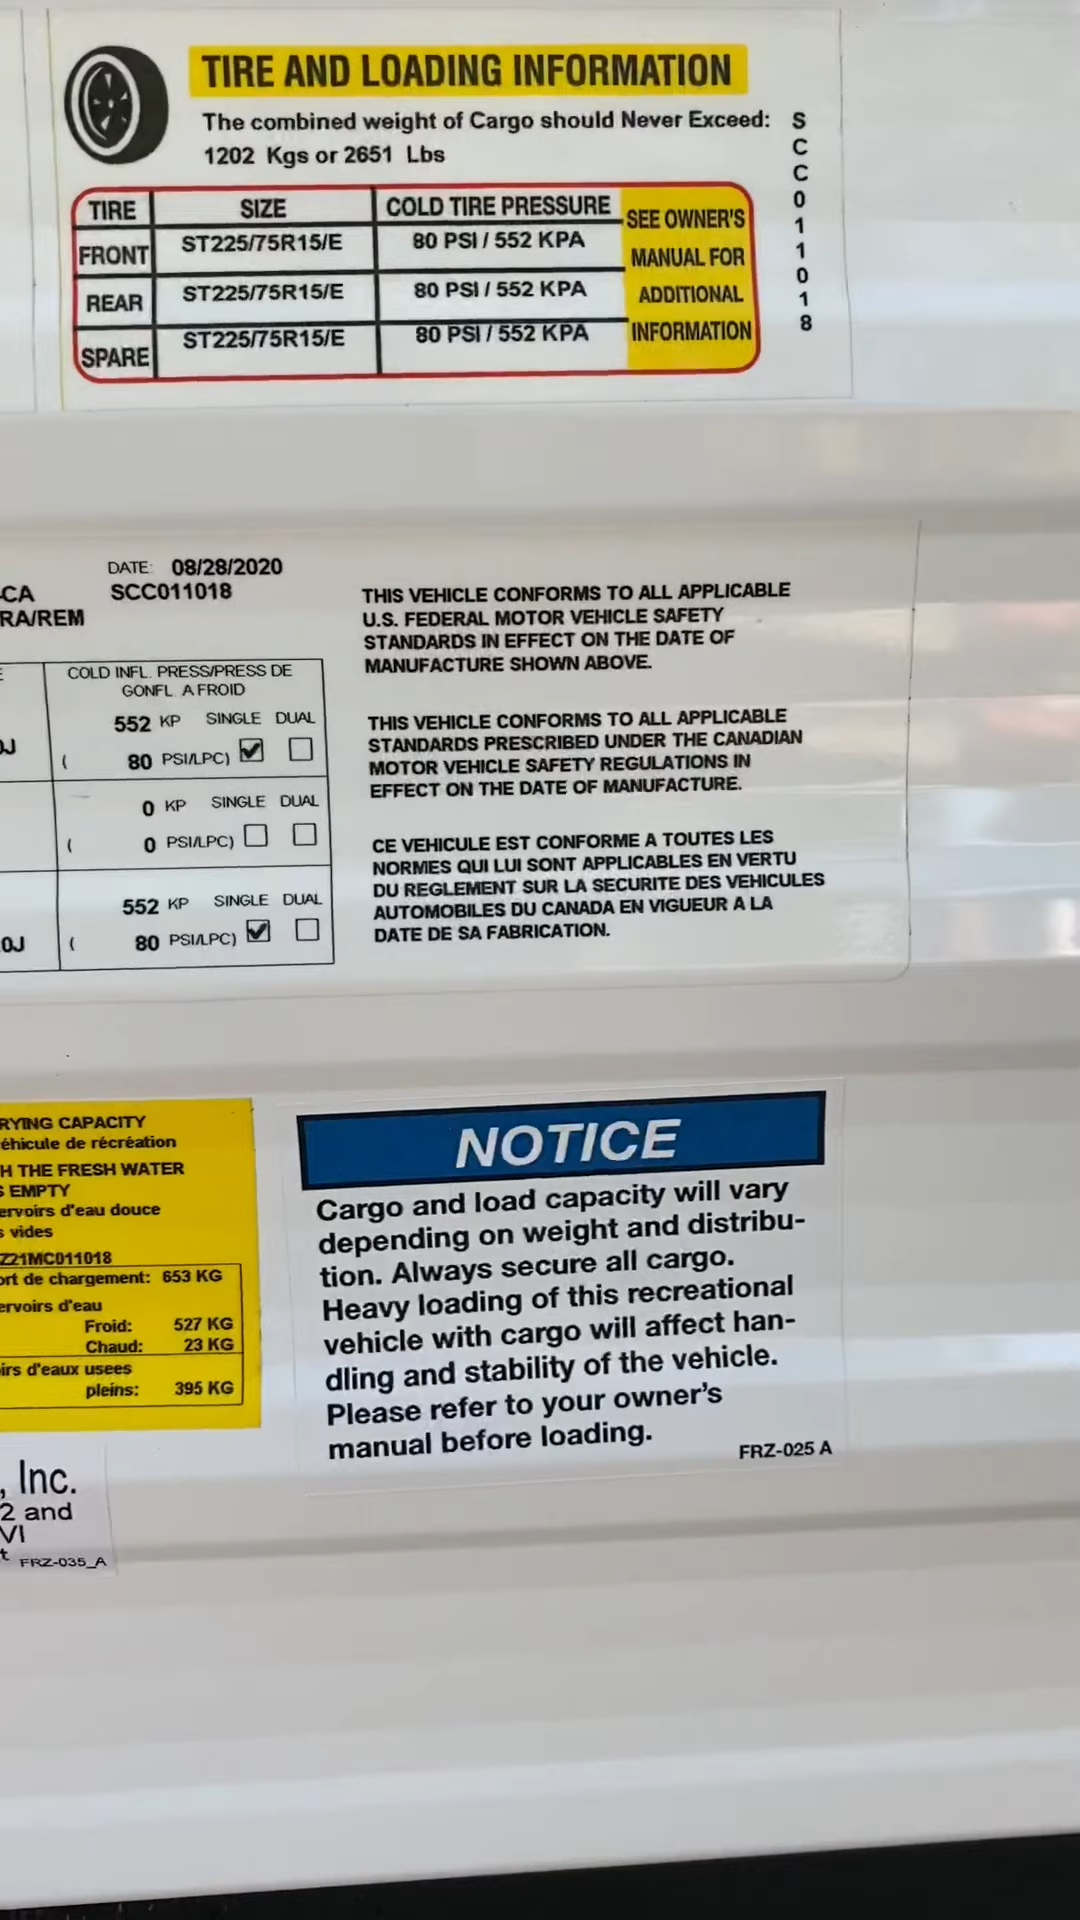 TIRE AND LOADING INFORMATION
The combined weight of Cargo should Never Exceed:
1202 Kgs or 2651 Lbs
SCC011018
TIRE SIZE COLD TIRE PRESSURE
FRONT ST225/75R15/E 80 PSI / 552 KPA
REAR ST225/75R15/E 80 PSI / 552 KPA
SPARE ST225/75R15/E 80 PSI / 552 KPA
SEE OWNER'S
MANUAL FOR
ADDITIONAL
INFORMATION
DATE: 08/28/2020
-CA SCC011018
RA/REM
COLD INFL. PRESS/PRESS DE
GONFL. A FROID
552 KP SINGLE DUAL
0J ( 80 PSI/LPC)
0 KP SINGLE DUAL
( 0 PSI/LPC)
552 KP SINGLE DUAL
0J ( 80 PSI/LPC)
THIS VEHICLE CONFORMS TO ALL APPLICABLE
U.S. FEDERAL MOTOR VEHICLE SAFETY
STANDARDS IN EFFECT ON THE DATE OF
MANUFACTURE SHOWN ABOVE.
THIS VEHICLE CONFORMS TO ALL APPLICABLE
STANDARDS PRESCRIBED UNDER THE CANADIAN
MOTOR VEHICLE SAFETY REGULATIONS IN
EFFECT ON THE DATE OF MANUFACTURE.
CE VEHICULE EST CONFORME A TOUTES LES
NORMES QUI LUI SONT APPLICABLES EN VERTU
DU REGLEMENT SUR LA SECURITE DES VEHICULES
AUTOMOBILES DU CANADA EN VIGUEUR A LA
DATE DE SA FABRICATION.
RYING CAPACITY
éhicule de récréation
H THE FRESH WATER
S EMPTY
ervoirs d'eau douce
s vides
Z21MC011018
ort de chargement: 653 KG
ervoirs d'eau
Froid: 527 KG
Chaud: 23 KG
irs d'eaux usees
pleins: 395 KG
, Inc.
2 and
VI
t FRZ-035_A
NOTICE
Cargo and load capacity will vary
depending on weight and distribu-
tion. Always secure all cargo.
Heavy loading of this recreational
vehicle with cargo will affect han-
dling and stability of the vehicle.
Please refer to your owner's
manual before loading.
FRZ-025 A